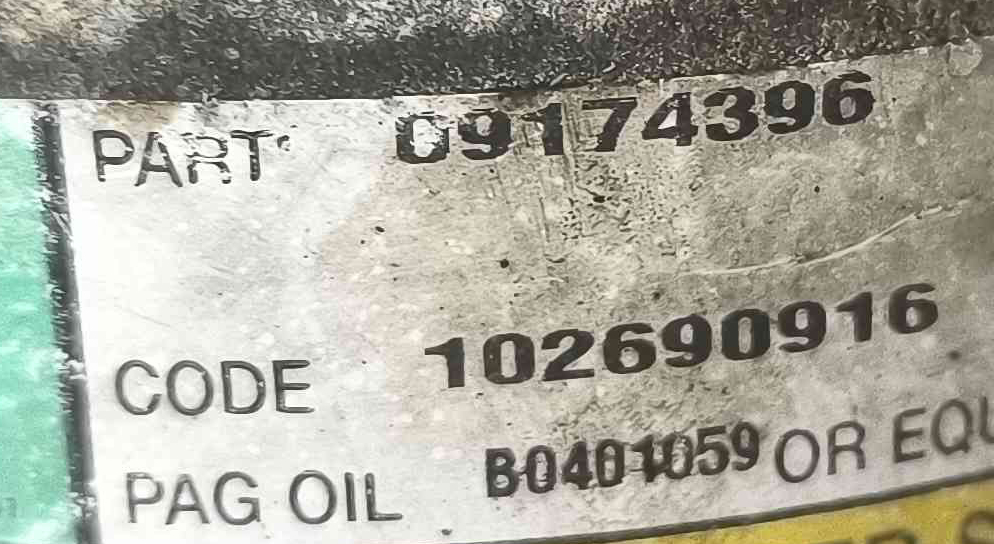 PART 09174396
CODE 102690916
PAG OIL B0401059 OR EQU